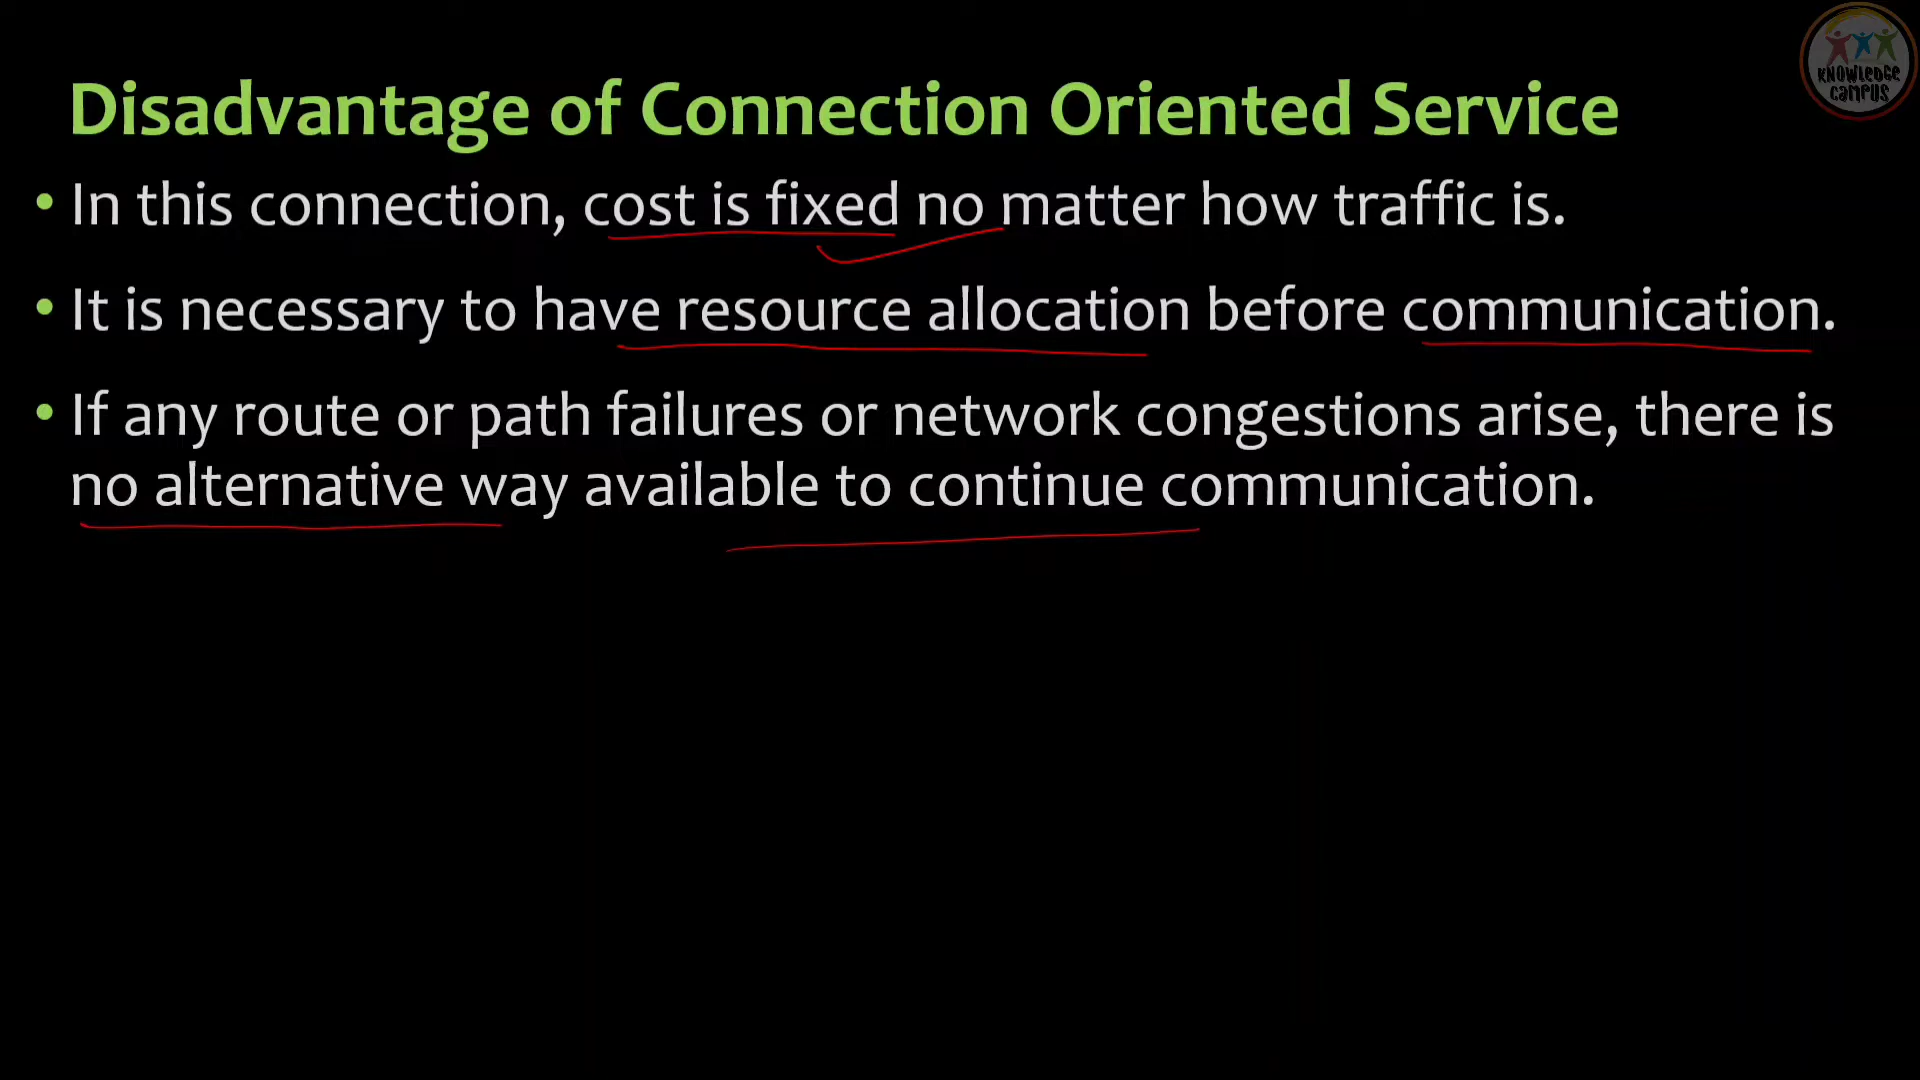 KNOWLEDGE
CAMPUS
Disadvantage of Connection Oriented Service
• In this connection, cost is fixed no matter how traffic is.
• It is necessary to have resource allocation before communication.
• If any route or path failures or network congestions arise, there is
no alternative way available to continue communication.